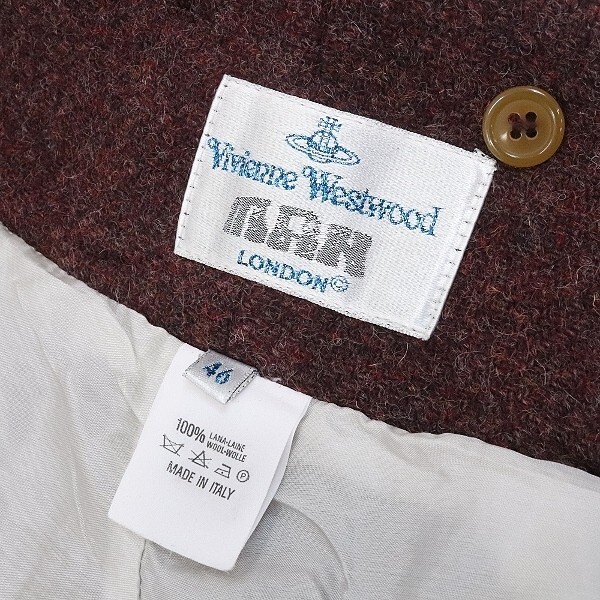 Vivienne Westwood
MAN
LONDON©
46
100% LANA-LAINE
WOOL-WOLLE
P
MADE IN ITALY